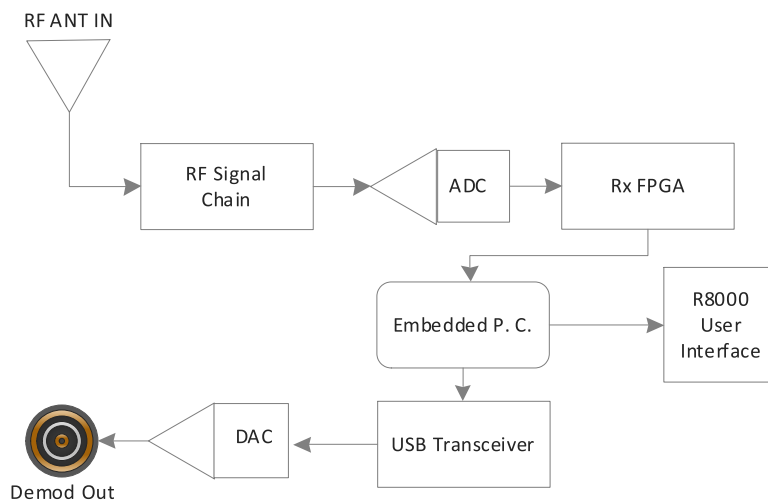 RF ANT IN
RF Signal
Chain
ADC
Rx FPGA
Embedded P. C.
R8000
User
Interface
DAC
USB Transceiver
Demod Out